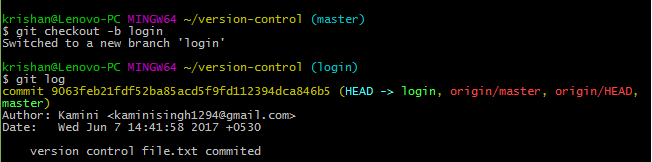 krishan@Lenovo-PC MINGW64 ~/version-control (master)
$ git checkout -b login
Switched to a new branch 'login'
krishan@Lenovo-PC MINGW64 ~/version-control (login)
$ git log
commit 9063feb21fdf52ba85acd5f9fd112394dca846b5 (HEAD -> login, origin/master, origin/HEAD,
master)
Author: Kamini <kaminisingh1294@gmail.com>
Date:   Wed Jun 7 14:41:58 2017 +0530
    version control file.txt commited